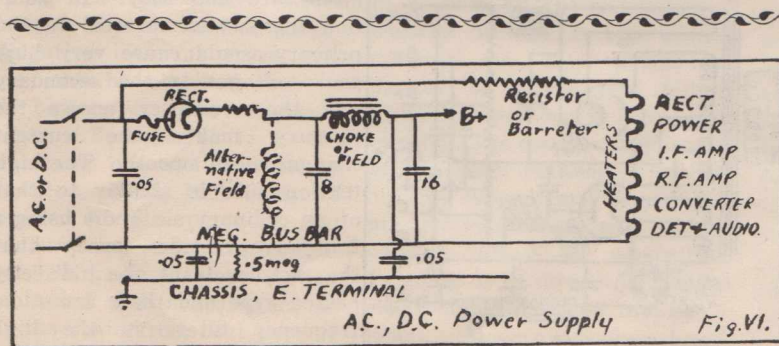 RECT.
FUSE
Resistor
or
Barreter
B+
CHOKE
or
FIELD
A.C. or D.C.
.05
Alter-
native
Field
8
16
HEATERS
RECT.
POWER
I.F. AMP
R.F. AMP
CONVERTER
DET + AUDIO.
NEG. BUS BAR
.05
.5 meg
.05
CHASSIS, E. TERMINAL
A.C., D.C. Power Supply
Fig. VI.